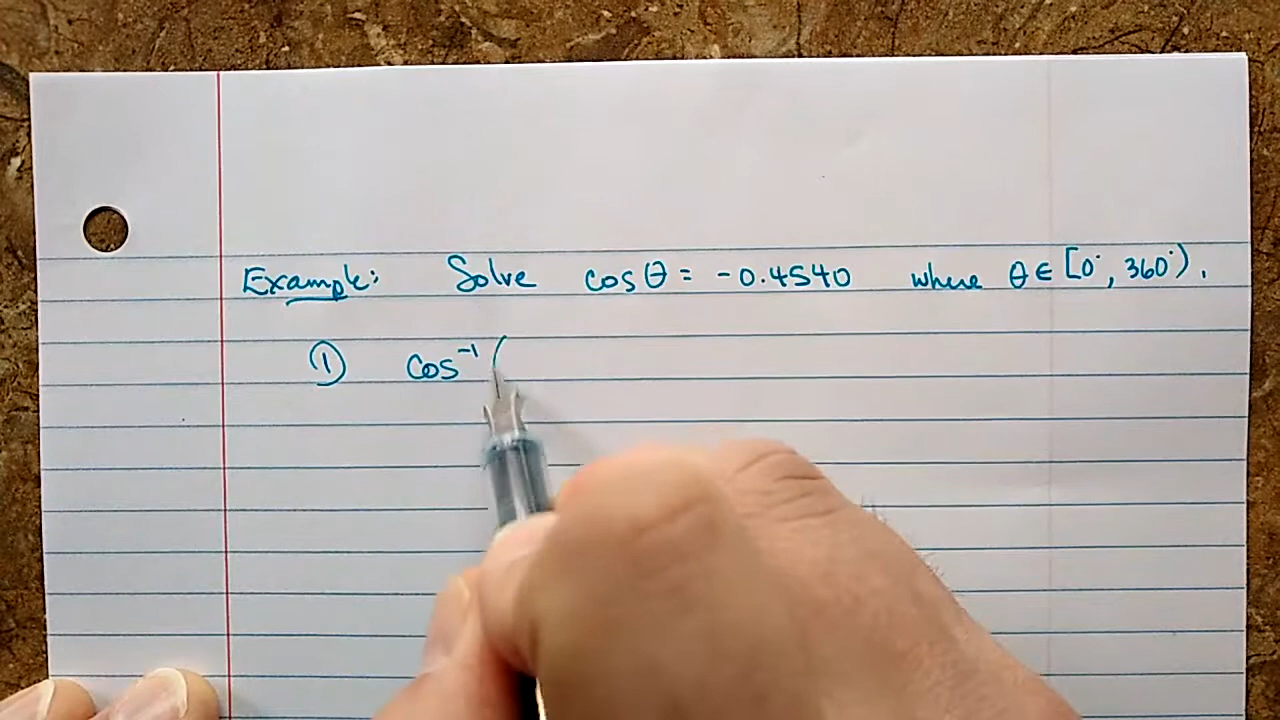 Example: Solve cos θ = -0.4540 where θ ∈ [0°, 360°).
① cos⁻¹(